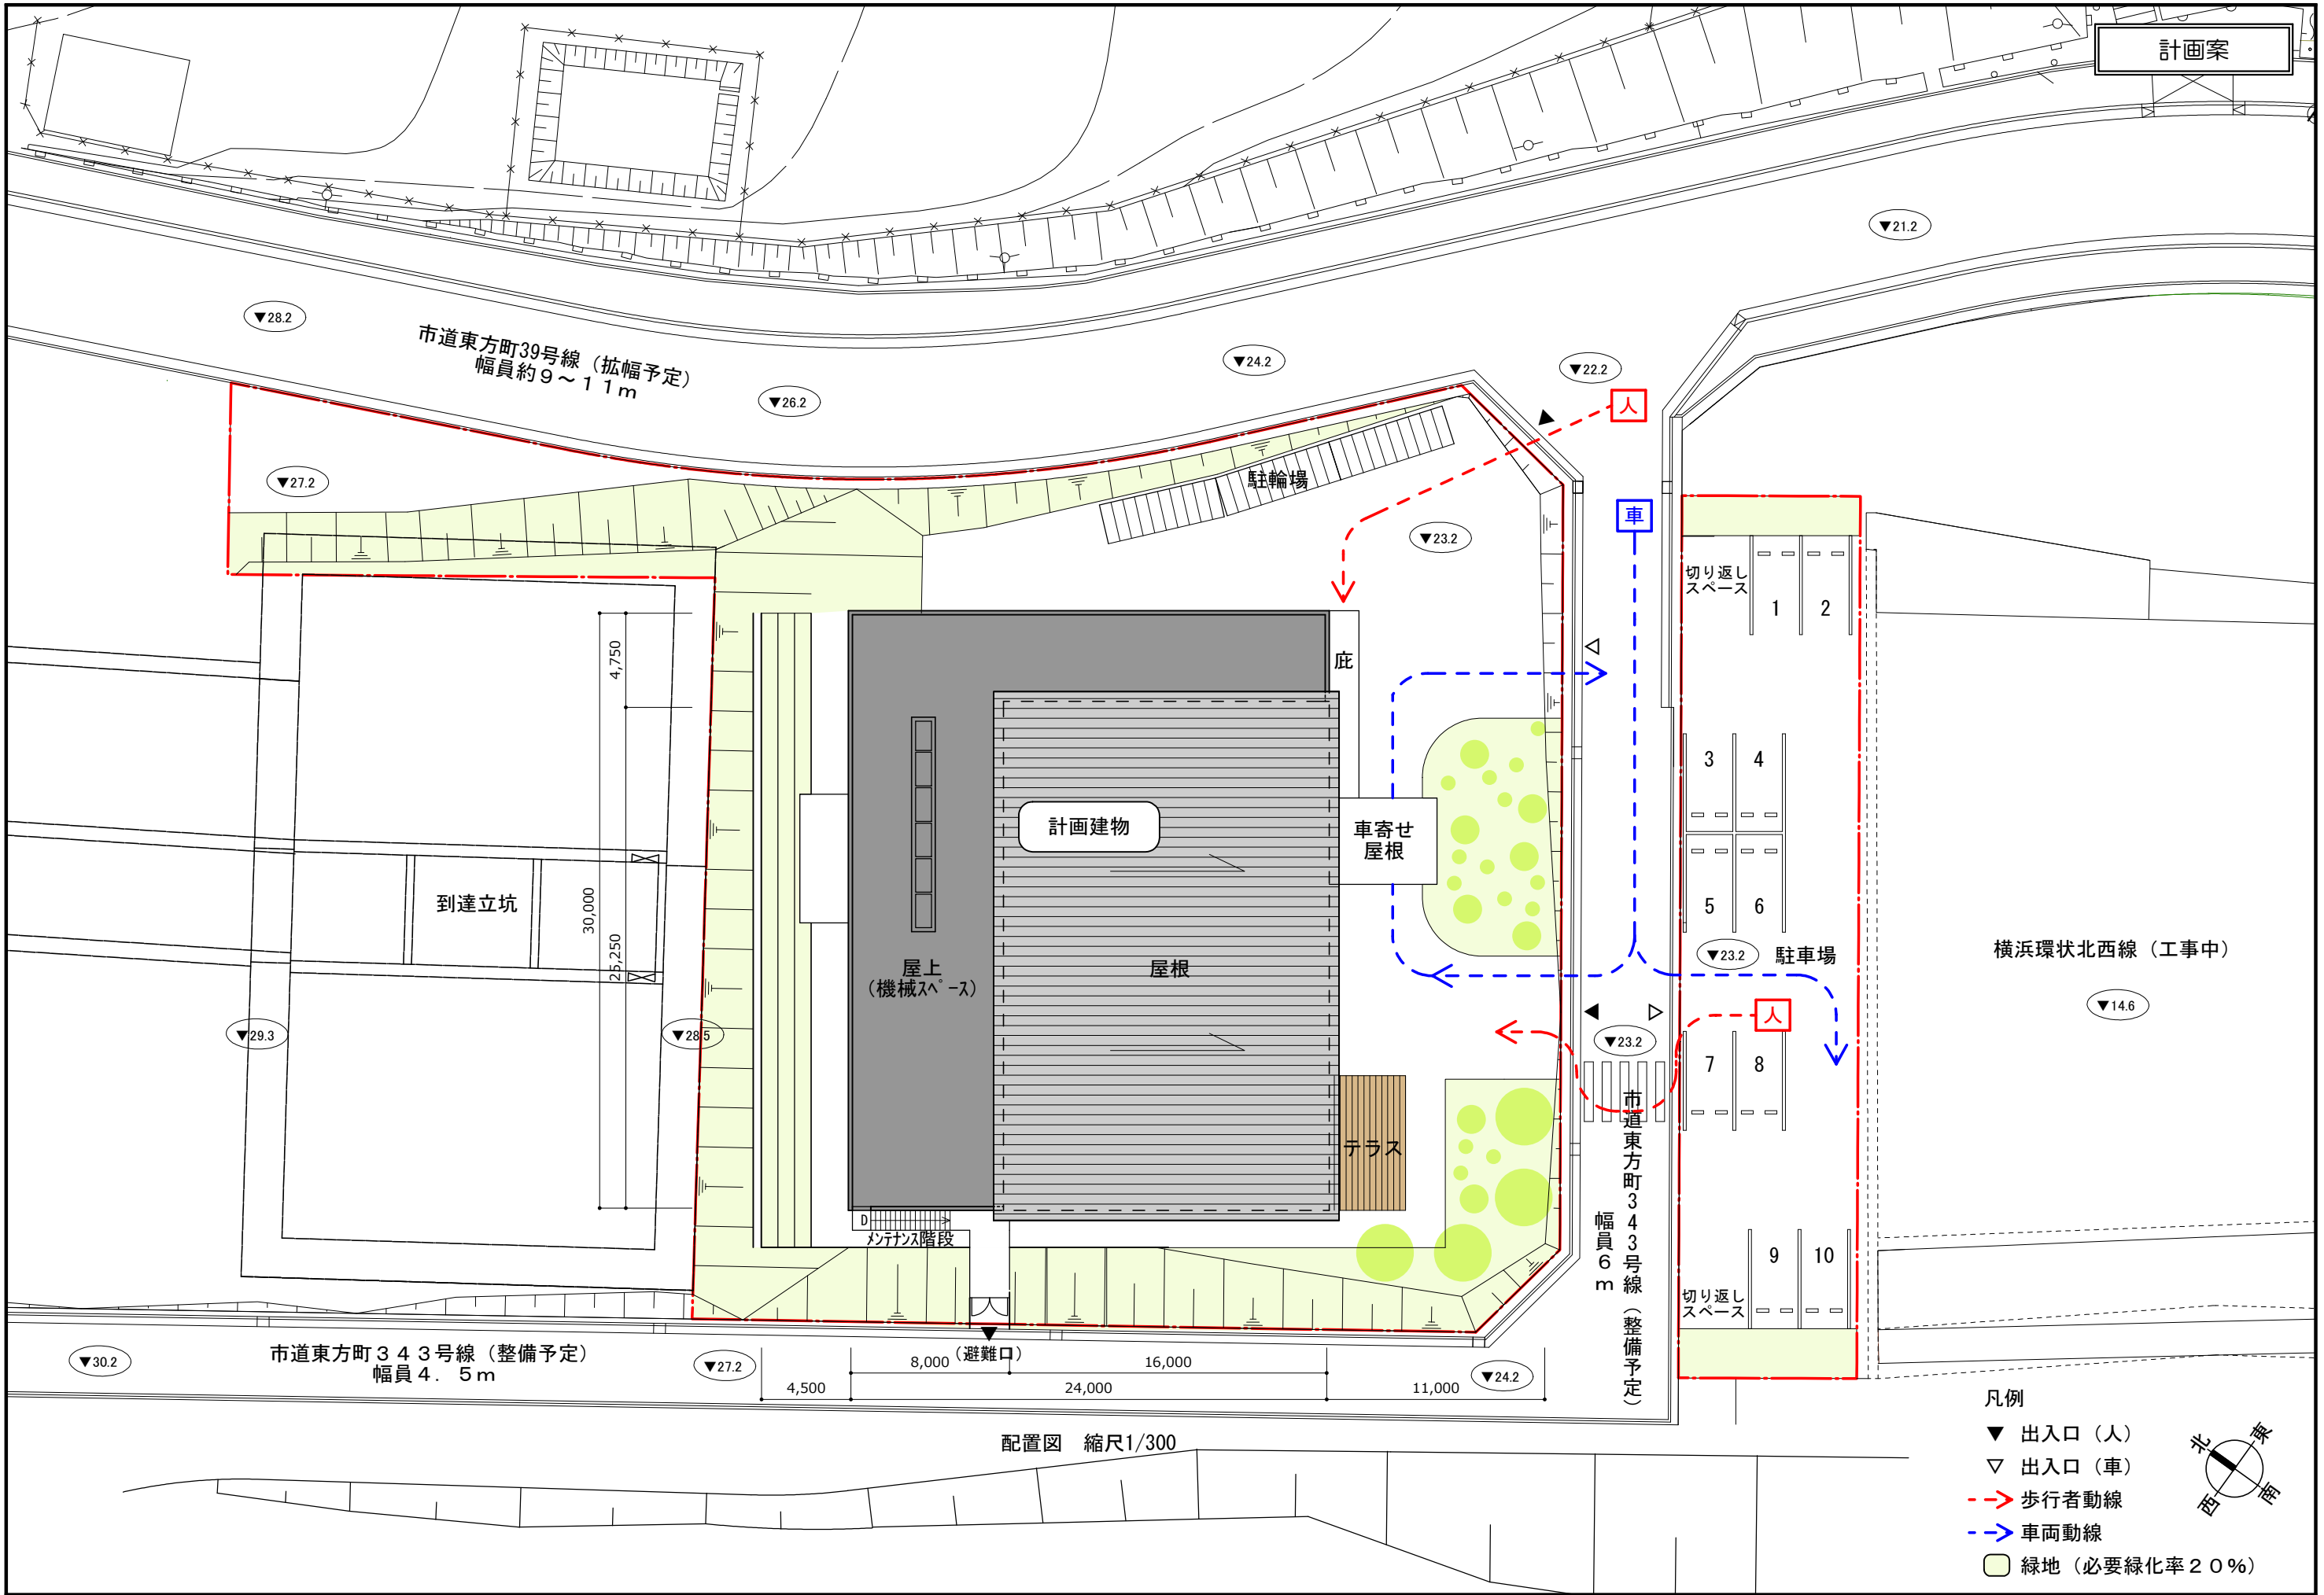 計画案
▼21.2
▼28.2
市道東方町39号線（拡幅予定）
幅員約９～１１ｍ
▼24.2
▼22.2
▼26.2
人
▼27.2
駐輪場
車
▼23.2
切り返し
スペース
1
2
4,750
庇
3
4
計画建物
車寄せ
屋根
到達立坑
30,000
25,250
5
6
屋上
（機械ｽﾍﾟｰｽ）
屋根
▼23.2
駐車場
横浜環状北西線（工事中）
▼14.6
▼29.3
▼28.5
人
▼23.2
7
8
テラス
市道東方町３４３号線（整備予定）
幅員６ｍ
D
ﾒﾝﾃﾅﾝｽ階段
9
10
切り返し
スペース
市道東方町３４３号線（整備予定）
幅員４．５ｍ
▼30.2
▼27.2
（避難口）
8,000
16,000
▼24.2
4,500
24,000
11,000
配置図　縮尺1/300
凡例
▼ 出入口（人）
▽ 出入口（車）
歩行者動線
車両動線
緑地（必要緑化率２０％）
北
東
西
南